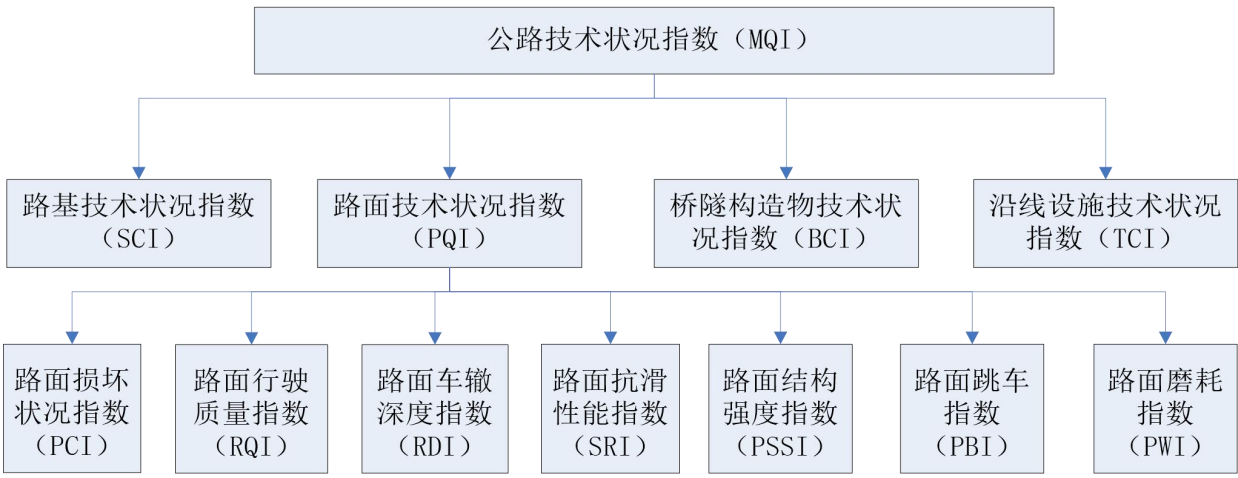 公路技术状况指数（MQI）
路基技术状况指数
（SCI）
路面技术状况指数
（PQI）
桥隧构造物技术状
况指数（BCI）
沿线设施技术状况
指数（TCI）
路面损坏
状况指数
（PCI）
路面行驶
质量指数
（RQI）
路面车辙
深度指数
（RDI）
路面抗滑
性能指数
（SRI）
路面结构
强度指数
（PSSI）
路面跳车
指数
（PBI）
路面磨耗
指数
（PWI）